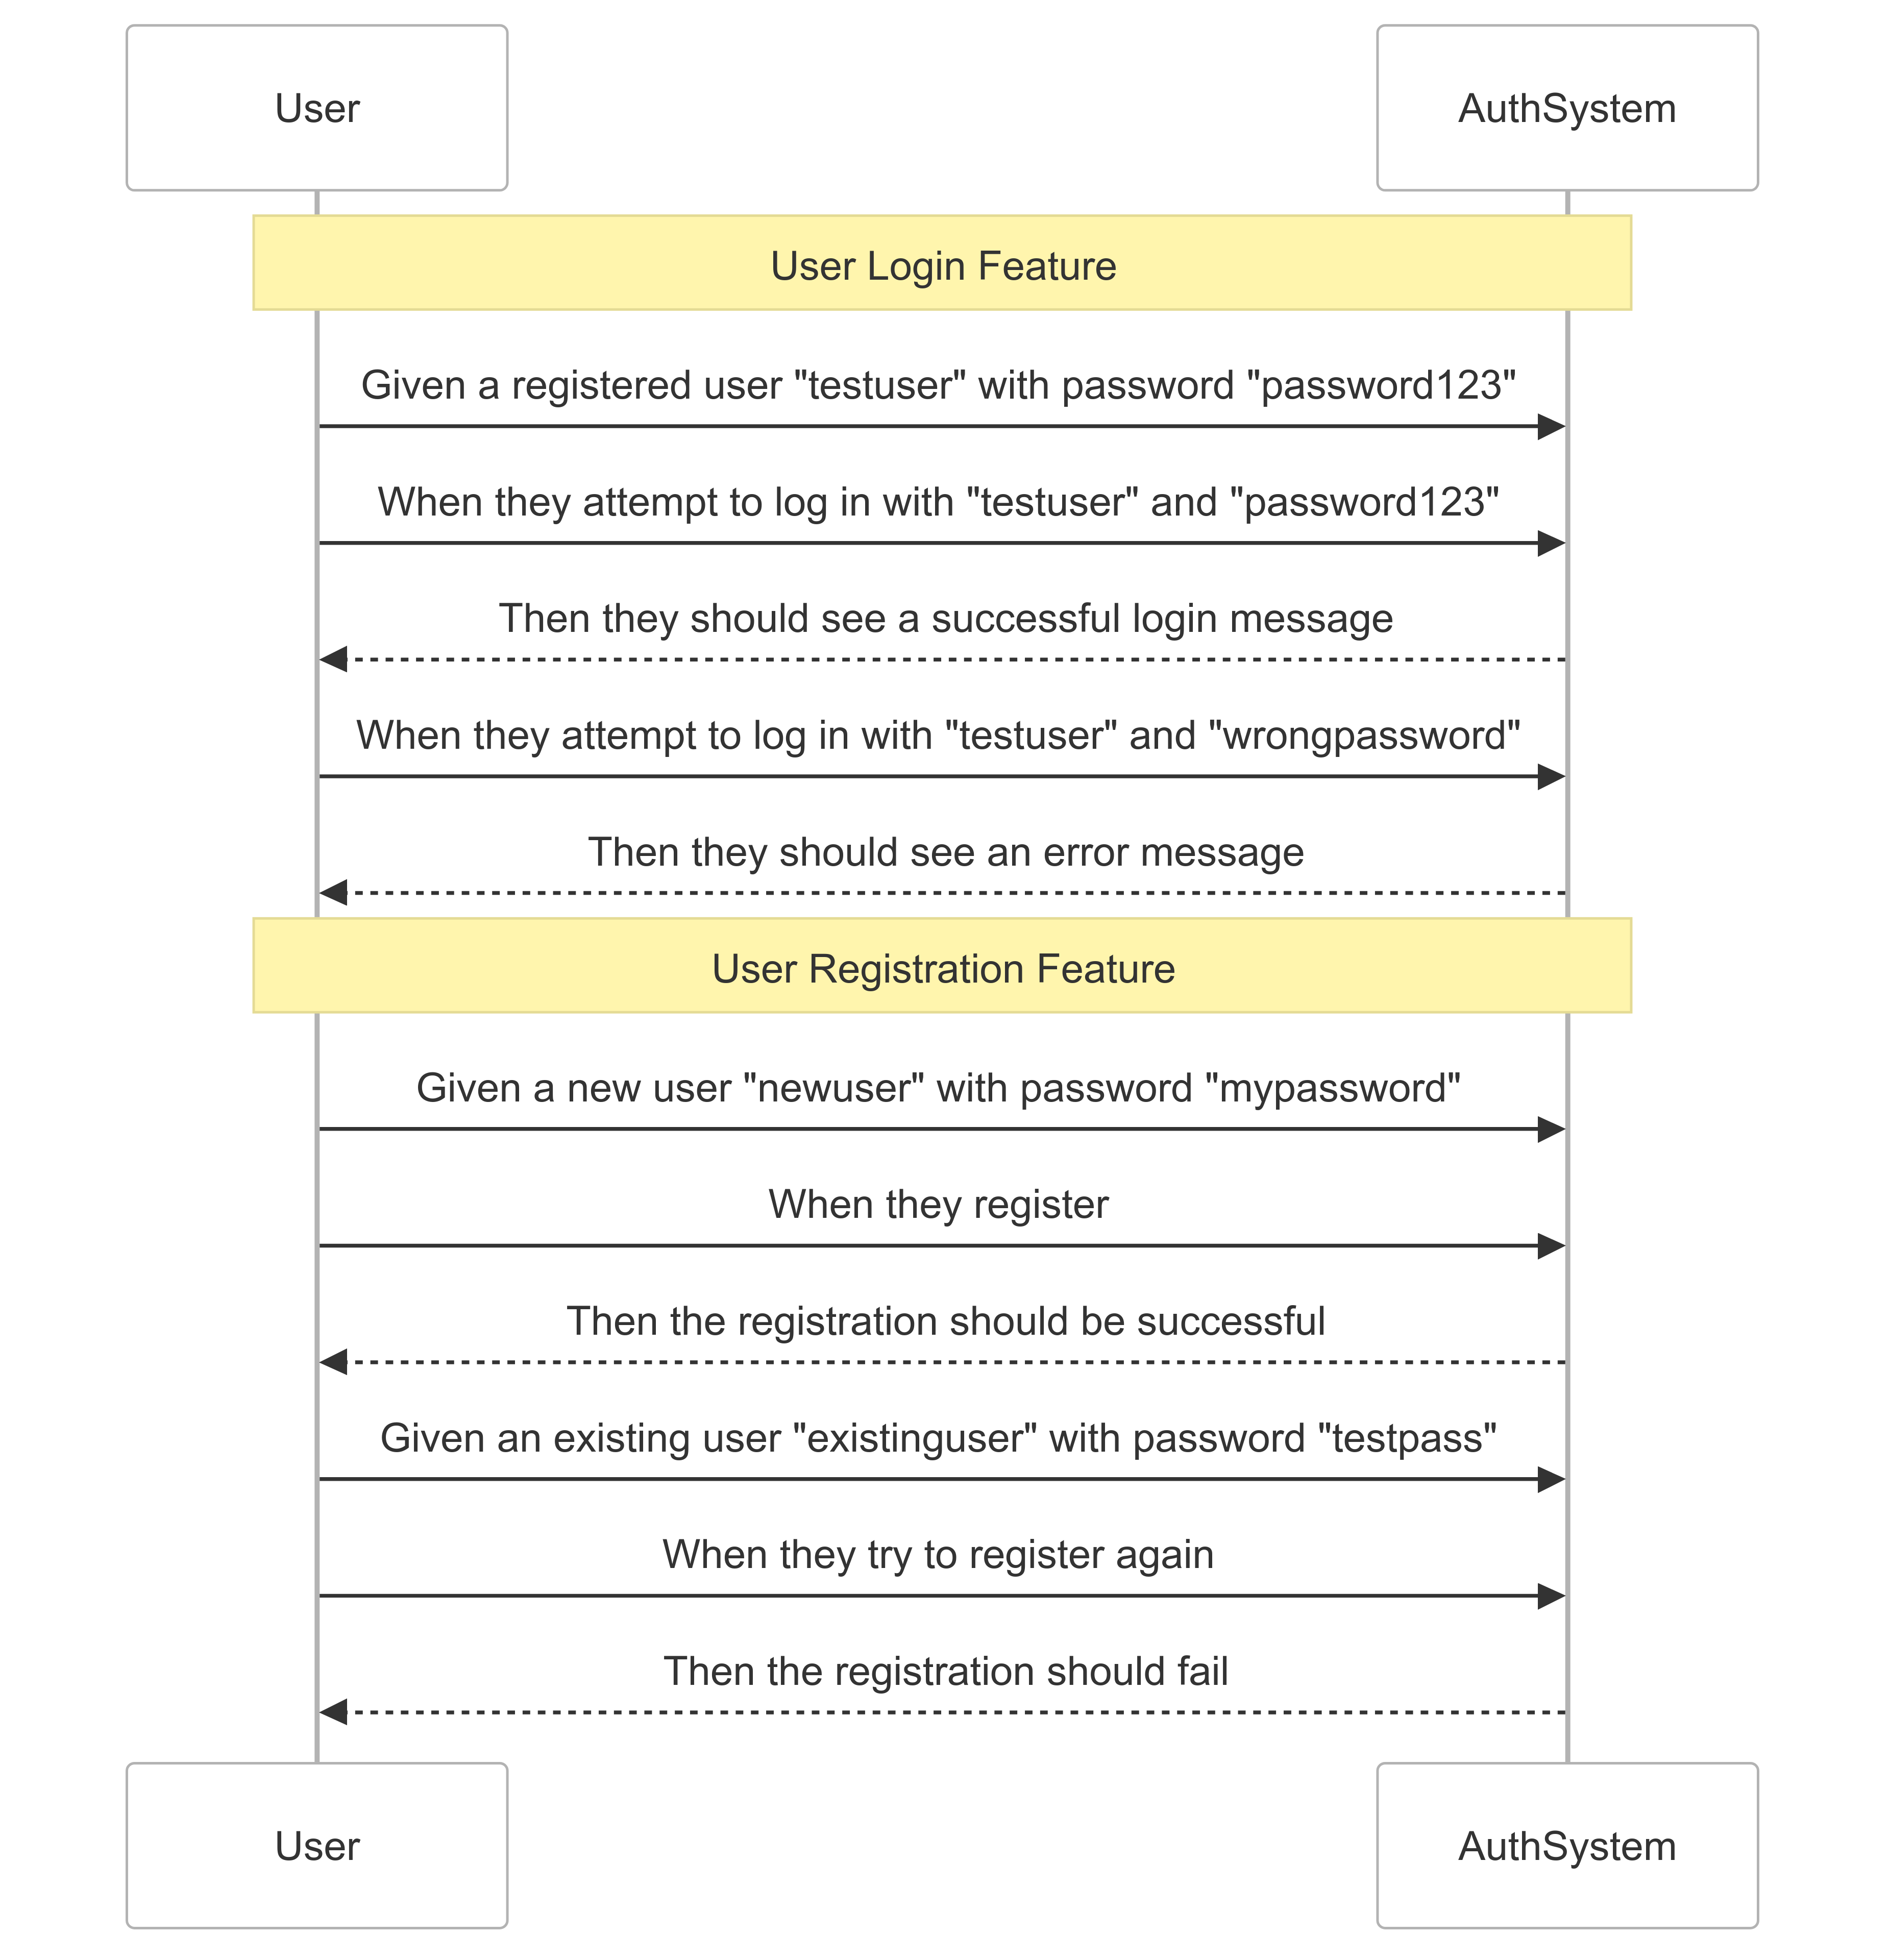 User
AuthSystem
User Login Feature
Given a registered user "testuser" with password "password123"
When they attempt to log in with "testuser" and "password123"
Then they should see a successful login message
When they attempt to log in with "testuser" and "wrongpassword"
Then they should see an error message
User Registration Feature
Given a new user "newuser" with password "mypassword"
When they register
Then the registration should be successful
Given an existing user "existinguser" with password "testpass"
When they try to register again
Then the registration should fail
User
AuthSystem